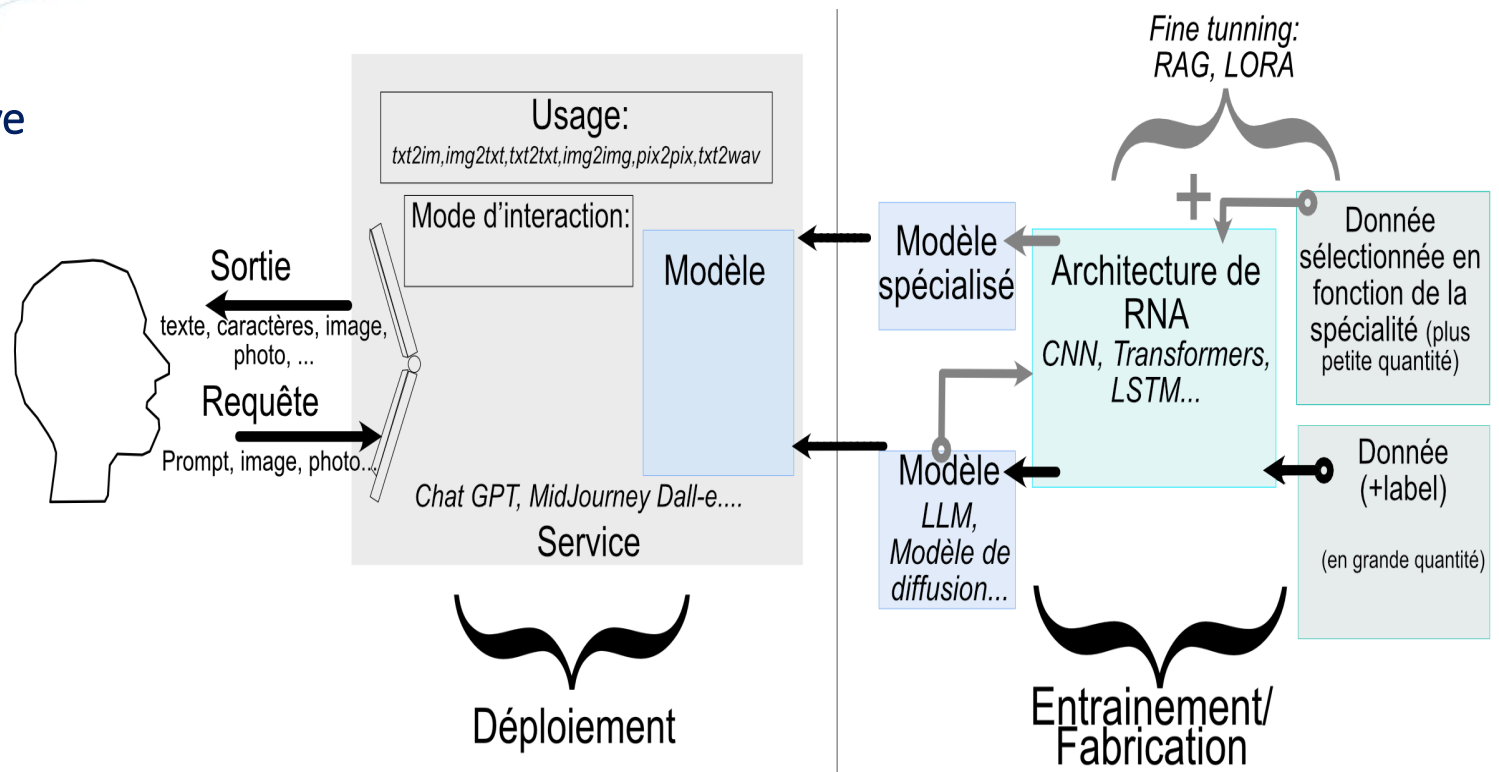 Usage:
txt2im,img2txt,txt2txt,img2img,pix2pix,txt2wav
Mode d'interaction:
Modèle
Sortie
texte, caractères, image,
photo, ...
Requête
Prompt, image, photo...
Chat GPT, MidJourney Dall-e....
Service
Déploiement
Fine tunning:
RAG, LORA
+
Modèle
spécialisé
Architecture de
RNA
CNN, Transformers,
LSTM...
Donnée
sélectionnée en
fonction de la
spécialité (plus
petite quantité)
Modèle
LLM,
Modèle de
diffusion...
Donnée
(+label)
(en grande quantité)
Entrainement/
Fabrication